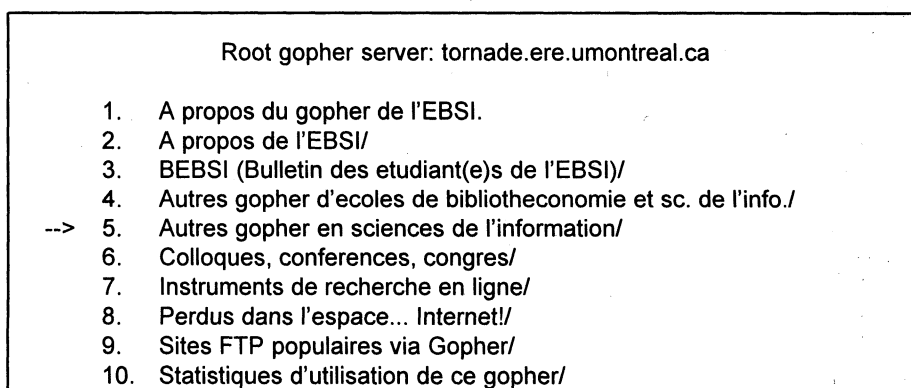 Root gopher server: tornade.ere.umontreal.ca
1. A propos du gopher de l'EBSI.
2. A propos de l'EBSI/
3. BEBSI (Bulletin des etudiant(e)s de l'EBSI)/
4. Autres gopher d'ecoles de bibliotheconomie et sc. de l'info./
--> 5. Autres gopher en sciences de l'information/
6. Colloques, conferences, congres/
7. Instruments de recherche en ligne/
8. Perdus dans l'espace... Internet!/
9. Sites FTP populaires via Gopher/
10. Statistiques d'utilisation de ce gopher/